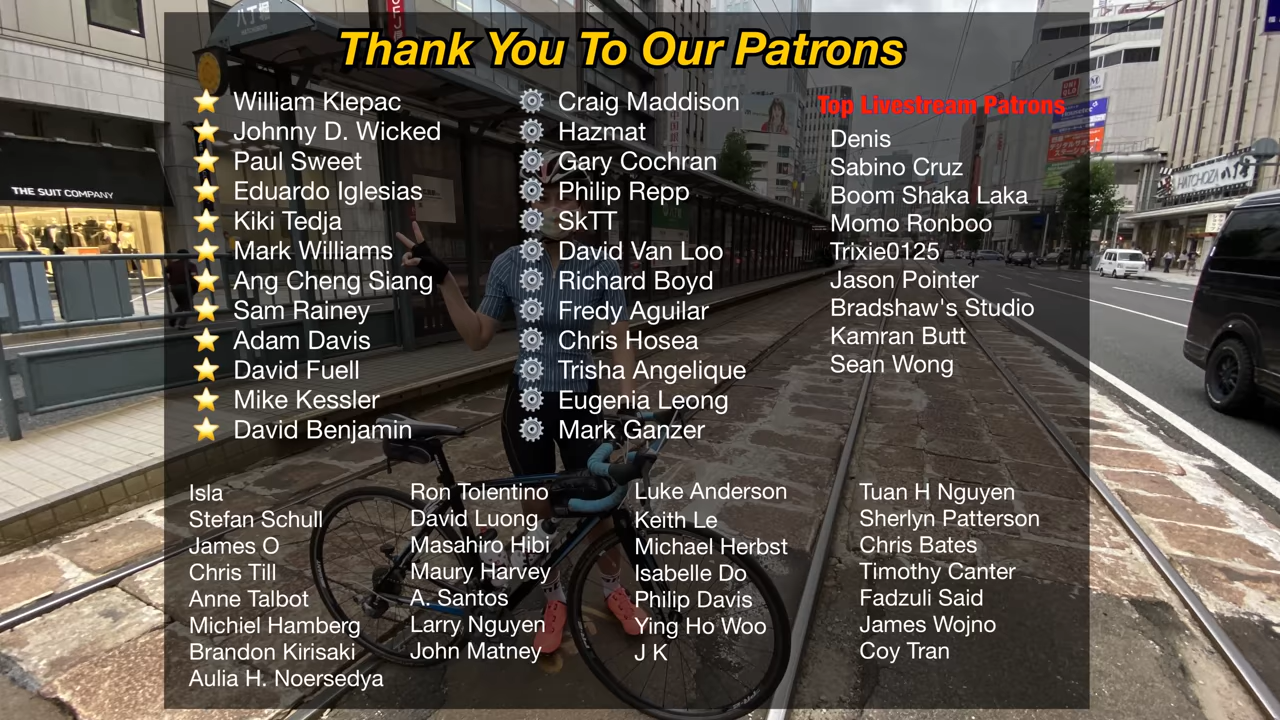 Thank You To Our Patrons
William Klepac
Johnny D. Wicked
Paul Sweet
Eduardo Iglesias
Kiki Tedja
Mark Williams
Ang Cheng Siang
Sam Rainey
Adam Davis
David Fuell
Mike Kessler
David Benjamin
Craig Maddison
Hazmat
Gary Cochran
Philip Repp
SkTT
David Van Loo
Richard Boyd
Fredy Aguilar
Chris Hosea
Trisha Angelique
Eugenia Leong
Mark Ganzer
Top Livestream Patrons
Denis
Sabino Cruz
Boom Shaka Laka
Momo Ronboo
Trixie0125
Jason Pointer
Bradshaw's Studio
Kamran Butt
Sean Wong
Isla
Stefan Schull
James O
Chris Till
Anne Talbot
Michiel Hamberg
Brandon Kirisaki
Aulia H. Noersedya
Ron Tolentino
David Luong
Masahiro Hibi
Maury Harvey
A. Santos
Larry Nguyen
John Matney
Luke Anderson
Keith Le
Michael Herbst
Isabelle Do
Philip Davis
Ying Ho Woo
J K
Tuan H Nguyen
Sherlyn Patterson
Chris Bates
Timothy Canter
Fadzuli Said
James Wojno
Coy Tran
THE SUIT COMPANY
八丁堀
UNI
QLO
HATCHOZA